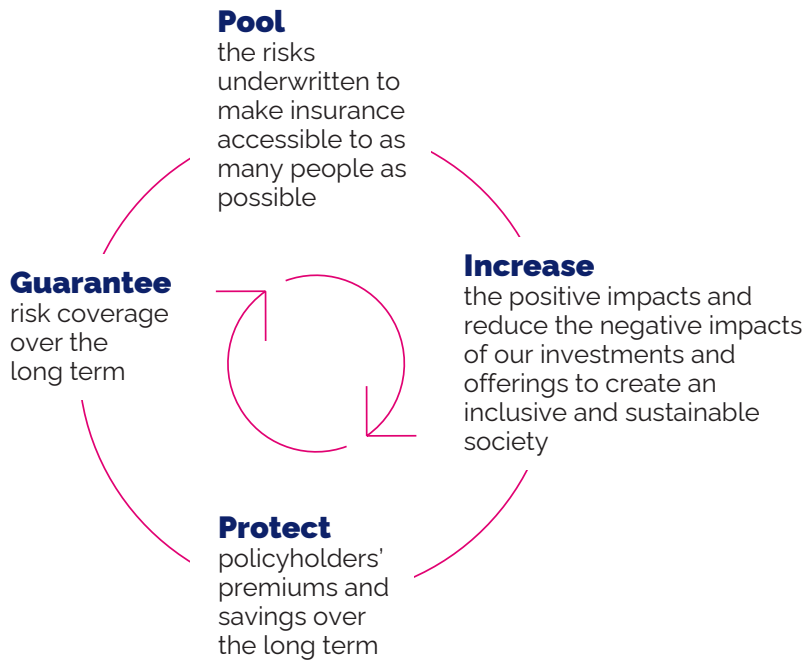 Pool
the risks
underwritten to
make insurance
accessible to as
many people as
possible
Increase
the positive impacts and
reduce the negative impacts
of our investments and
offerings to create an
inclusive and sustainable
society
Protect
policyholders’
premiums and
savings over
the long term
Guarantee
risk coverage
over the
long term